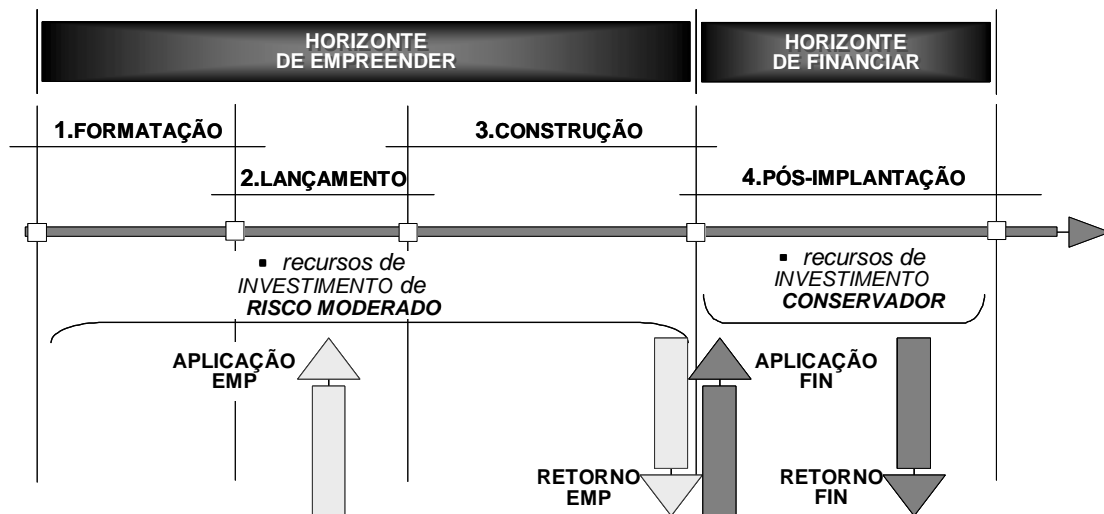 HORIZONTE
DE EMPREENDER
HORIZONTE
DE FINANCIAR
1.FORMATAÇÃO
3.CONSTRUÇÃO
2.LANÇAMENTO
4.PÓS-IMPLANTAÇÃO
▪ recursos de
INVESTIMENTO de
RISCO MODERADO
▪ recursos de
INVESTIMENTO
CONSERVADOR
APLICAÇÃO
EMP
APLICAÇÃO
FIN
RETORNO
EMP
RETORNO
FIN